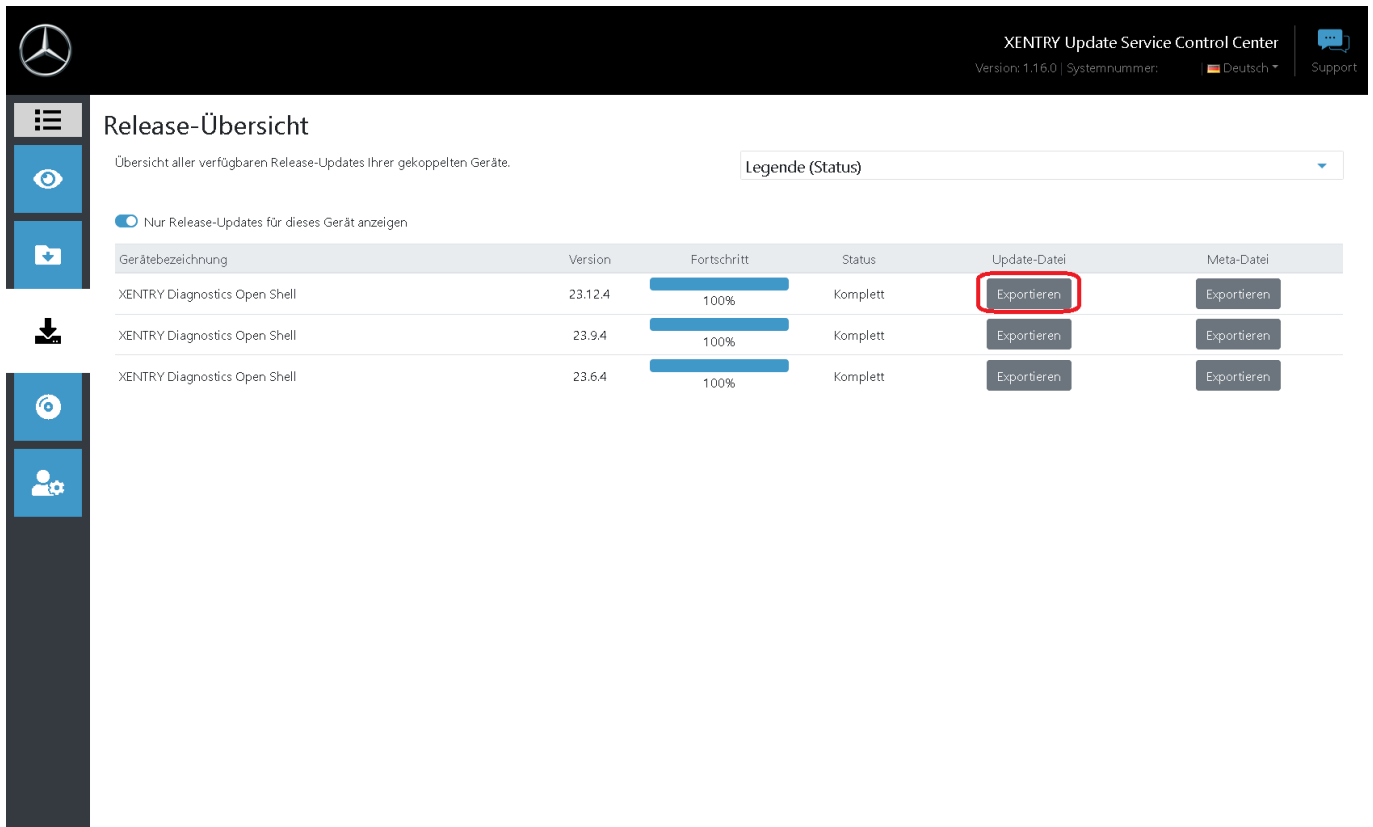 XENTRY Update Service Control Center
Version: 1.16.0 | Systemnummer: | Deutsch
Support
Release-Übersicht
Übersicht aller verfügbaren Release-Updates Ihrer gekoppelten Geräte.
Legende (Status)
Nur Release-Updates für dieses Gerät anzeigen
Gerätebezeichnung Version Fortschritt Status Update-Datei Meta-Datei
XENTRY Diagnostics Open Shell 23.12.4 100% Komplett Exportieren Exportieren
XENTRY Diagnostics Open Shell 23.9.4 100% Komplett Exportieren Exportieren
XENTRY Diagnostics Open Shell 23.6.4 100% Komplett Exportieren Exportieren